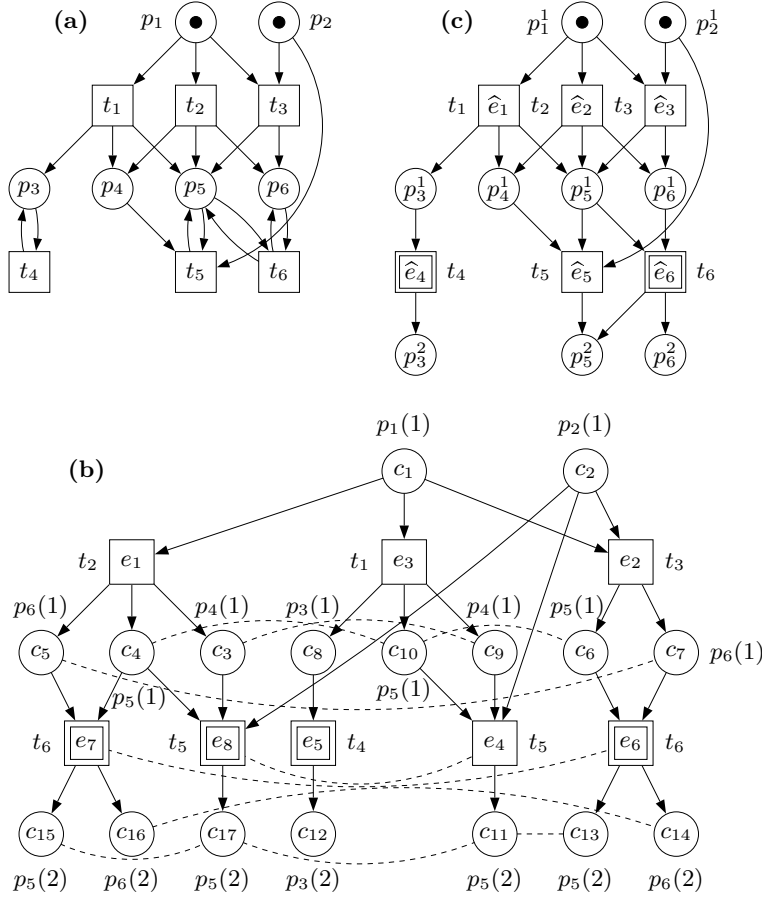 (a) p1 p2 (c) p1^1 p2^1
t1 t2 t3 t1 ê1 t2 ê2 t3 ê3
p3 p4 p5 p6 p3^1 p4^1 p5^1 p6^1
t4 t5 t6 ê4 t4 t5 ê5 ê6 t6
p3^2 p5^2 p6^2
p1(1) p2(1)
(b) c1 c2
t2 e1 t1 e3 e2 t3
p6(1) p4(1) p3(1) p4(1) p5(1)
c5 c4 c3 c8 c10 c9 c6 c7 p6(1)
p5(1) p5(1)
t6 e7 t5 e8 e5 t4 e4 t5 e6 t6
c15 c16 c17 c12 c11 c13 c14
p5(2) p6(2) p5(2) p3(2) p5(2) p5(2) p6(2)